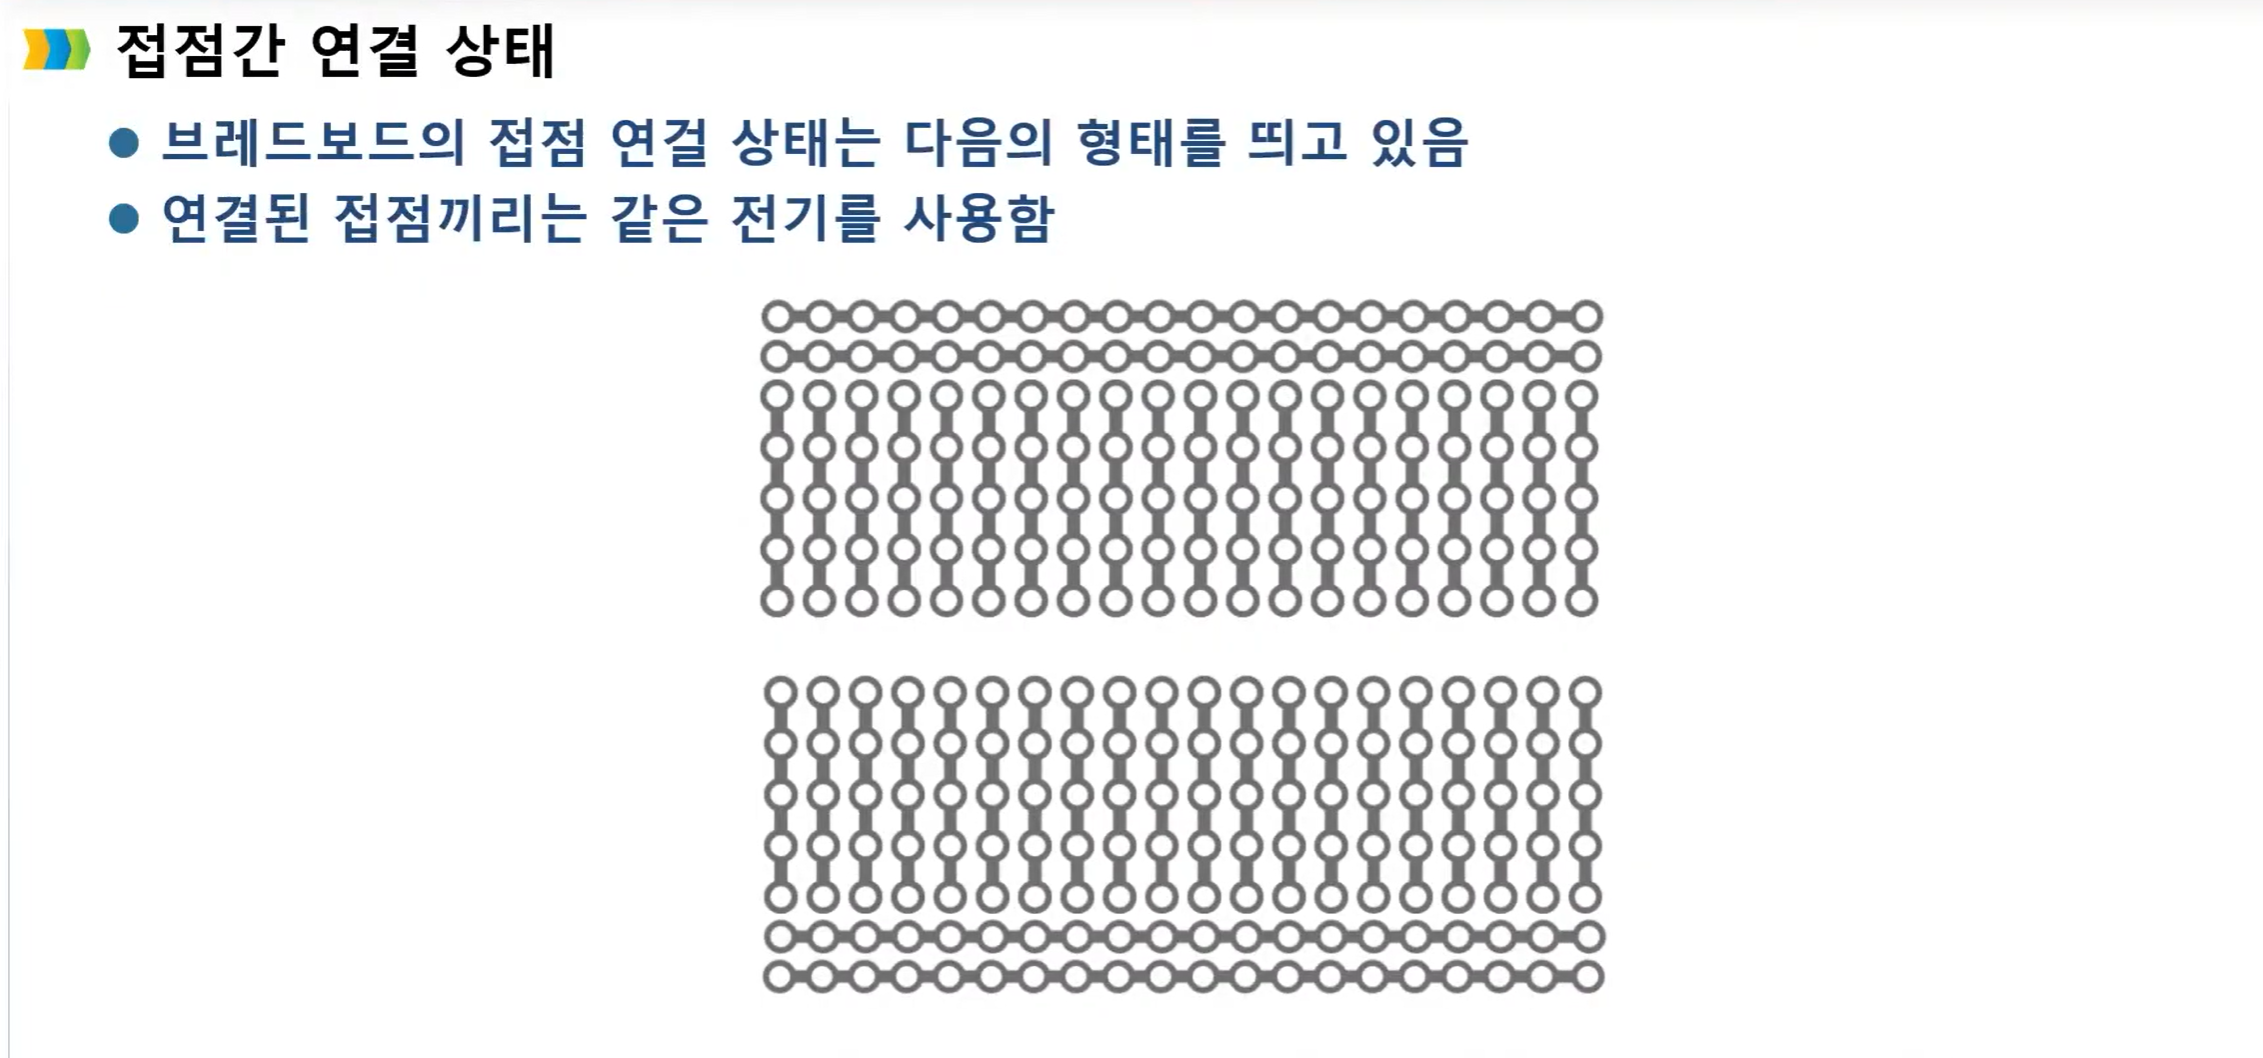 접점간 연결 상태
브레드보드의 접점 연걸 상태는 다음의 형태를 띄고 있음
연결된 접점끼리는 같은 전기를 사용함